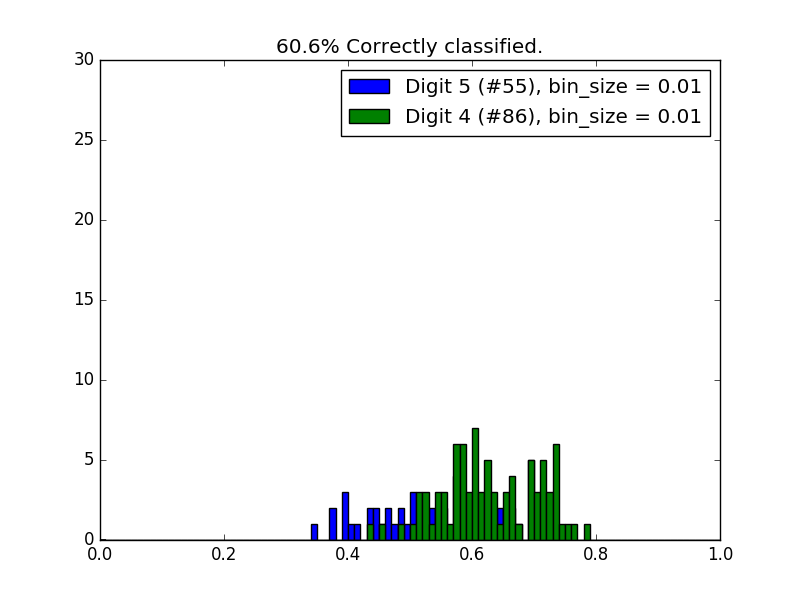 60.6% Correctly classified.
Digit 5 (#55), bin_size = 0.01
Digit 4 (#86), bin_size = 0.01
30
25
20
15
10
5
0
0.0 0.2 0.4 0.6 0.8 1.0